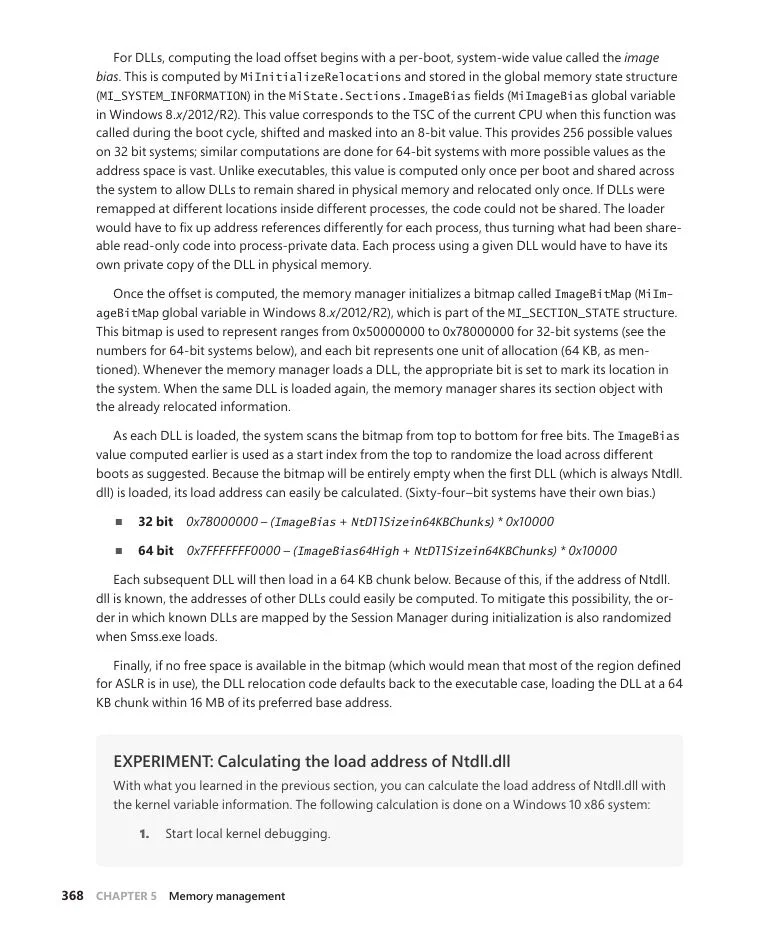 For DLLs, computing the load offset begins with a per-boot, system-wide value called the image
bias. This is computed by MiInitializeRelocations and stored in the global memory state structure
(MI_SYSTEM_INFORMATION) in the MiState.Sections.ImageBias fields (MiImageBias global variable
in Windows 8.x/2012/R2). This value corresponds to the TSC of the current CPU when this function was
called during the boot cycle, shifted and masked into an 8-bit value. This provides 256 possible values
on 32 bit systems; similar computations are done for 64-bit systems with more possible values as the
address space is vast. Unlike executables, this value is computed only once per boot and shared across
the system to allow DLLs to remain shared in physical memory and relocated only once. If DLLs were
remapped at different locations inside different processes, the code could not be shared. The loader
would have to fix up address references differently for each process, thus turning what had been share-
able read-only code into process-private data. Each process using a given DLL would have to have its
own private copy of the DLL in physical memory.
Once the offset is computed, the memory manager initializes a bitmap called ImageBitMap (MiIm-
ageBitMap global variable in Windows 8.x/2012/R2), which is part of the MI_SECTION_STATE structure.
This bitmap is used to represent ranges from 0x50000000 to 0x78000000 for 32-bit systems (see the
numbers for 64-bit systems below), and each bit represents one unit of allocation (64 KB, as men-
tioned). Whenever the memory manager loads a DLL, the appropriate bit is set to mark its location in
the system. When the same DLL is loaded again, the memory manager shares its section object with
the already relocated information.
As each DLL is loaded, the system scans the bitmap from top to bottom for free bits. The ImageBias
value computed earlier is used as a start index from the top to randomize the load across different
boots as suggested. Because the bitmap will be entirely empty when the first DLL (which is always Ntdll.
dll) is loaded, its load address can easily be calculated. (Sixty-four–bit systems have their own bias.)
■ 32 bit 0x78000000 – (ImageBias + NtDllSizein64KBChunks) * 0x10000
■ 64 bit 0x7FFFFFFF0000 – (ImageBias64High + NtDllSizein64KBChunks) * 0x10000
Each subsequent DLL will then load in a 64 KB chunk below. Because of this, if the address of Ntdll.
dll is known, the addresses of other DLLs could easily be computed. To mitigate this possibility, the or-
der in which known DLLs are mapped by the Session Manager during initialization is also randomized
when Smss.exe loads.
Finally, if no free space is available in the bitmap (which would mean that most of the region defined
for ASLR is in use), the DLL relocation code defaults back to the executable case, loading the DLL at a 64
KB chunk within 16 MB of its preferred base address.
EXPERIMENT: Calculating the load address of Ntdll.dll
With what you learned in the previous section, you can calculate the load address of Ntdll.dll with
the kernel variable information. The following calculation is done on a Windows 10 x86 system:
1. Start local kernel debugging.
368 CHAPTER 5 Memory management